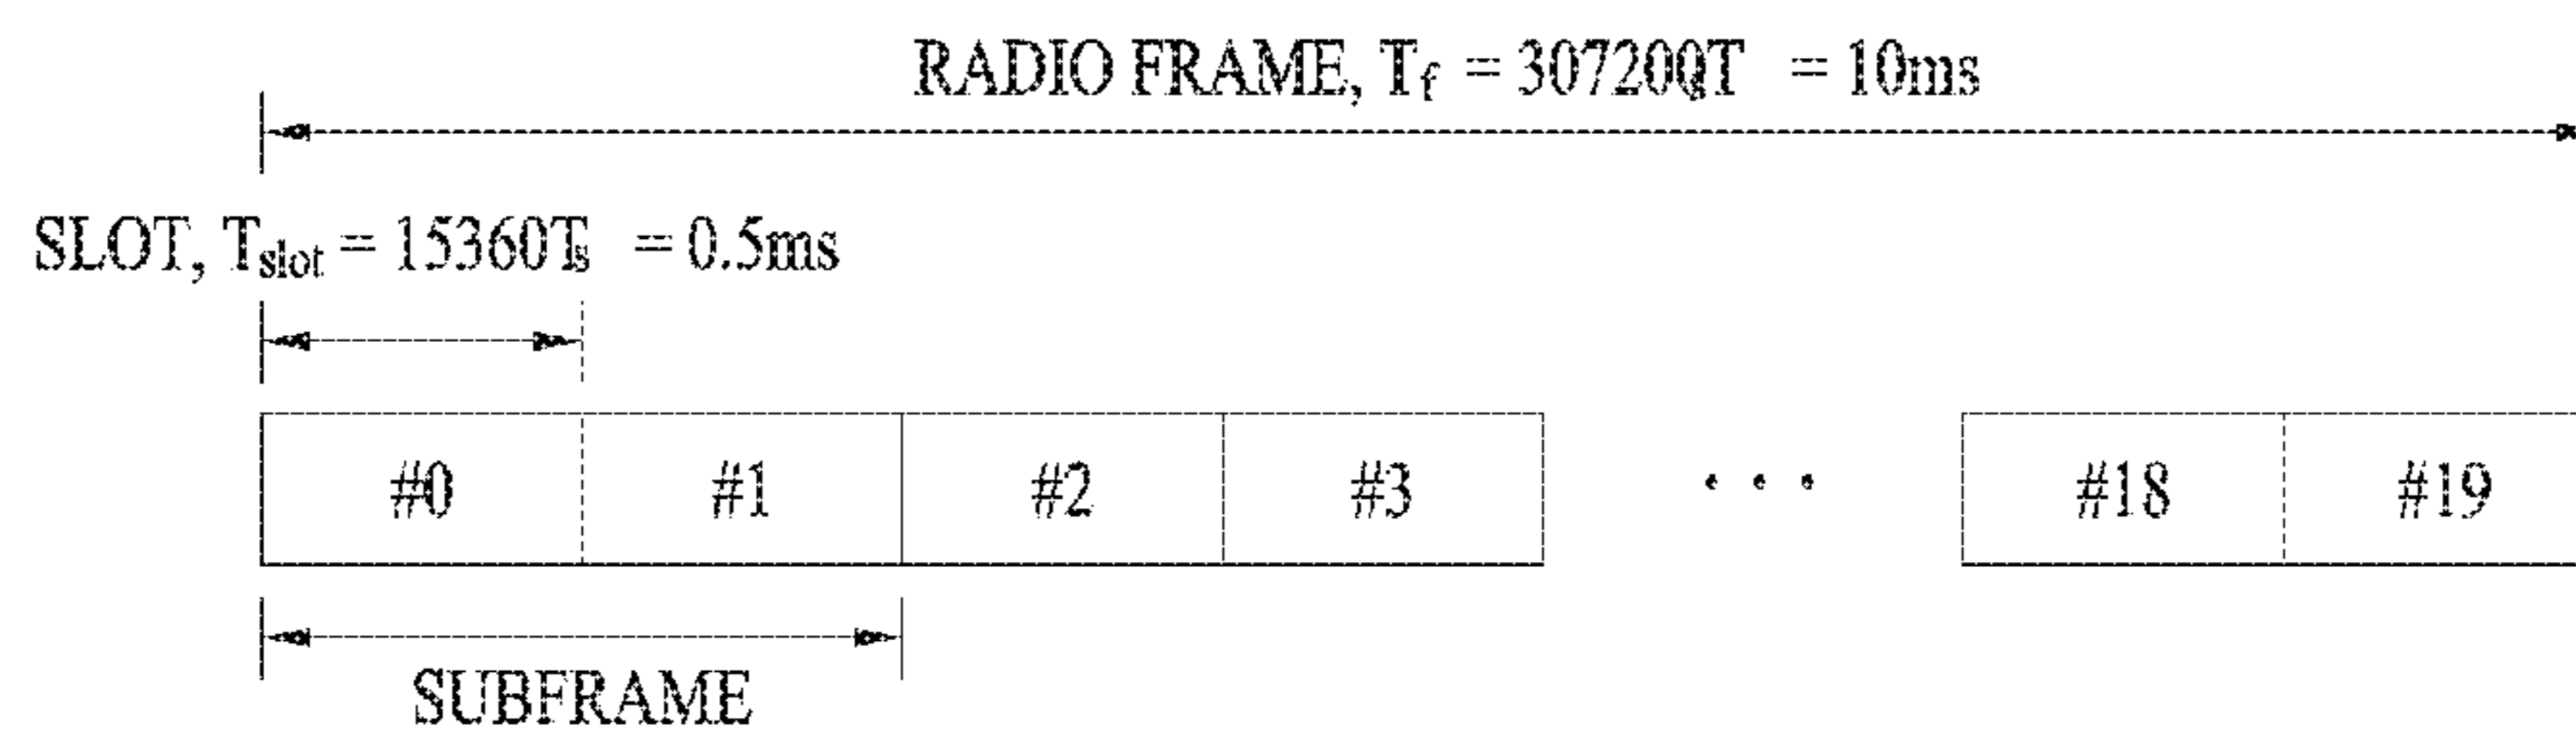 RADIO FRAME, Tf = 307200T = 10ms
SLOT, Tslot = 15360Ts = 0.5ms
#0 #1 #2 #3 • • • #18 #19
SUBFRAME